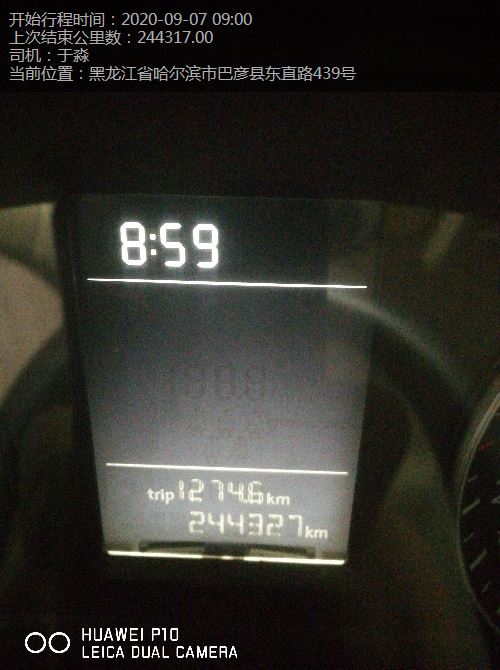 开始行程时间：2020-09-07 09:00
上次结束公里数：244317.00
司机：于淼
当前位置：黑龙江省哈尔滨市巴彦县东直路439号
8:59
trip 1274.6 km
244327 km
HUAWEI P10
LEICA DUAL CAMERA